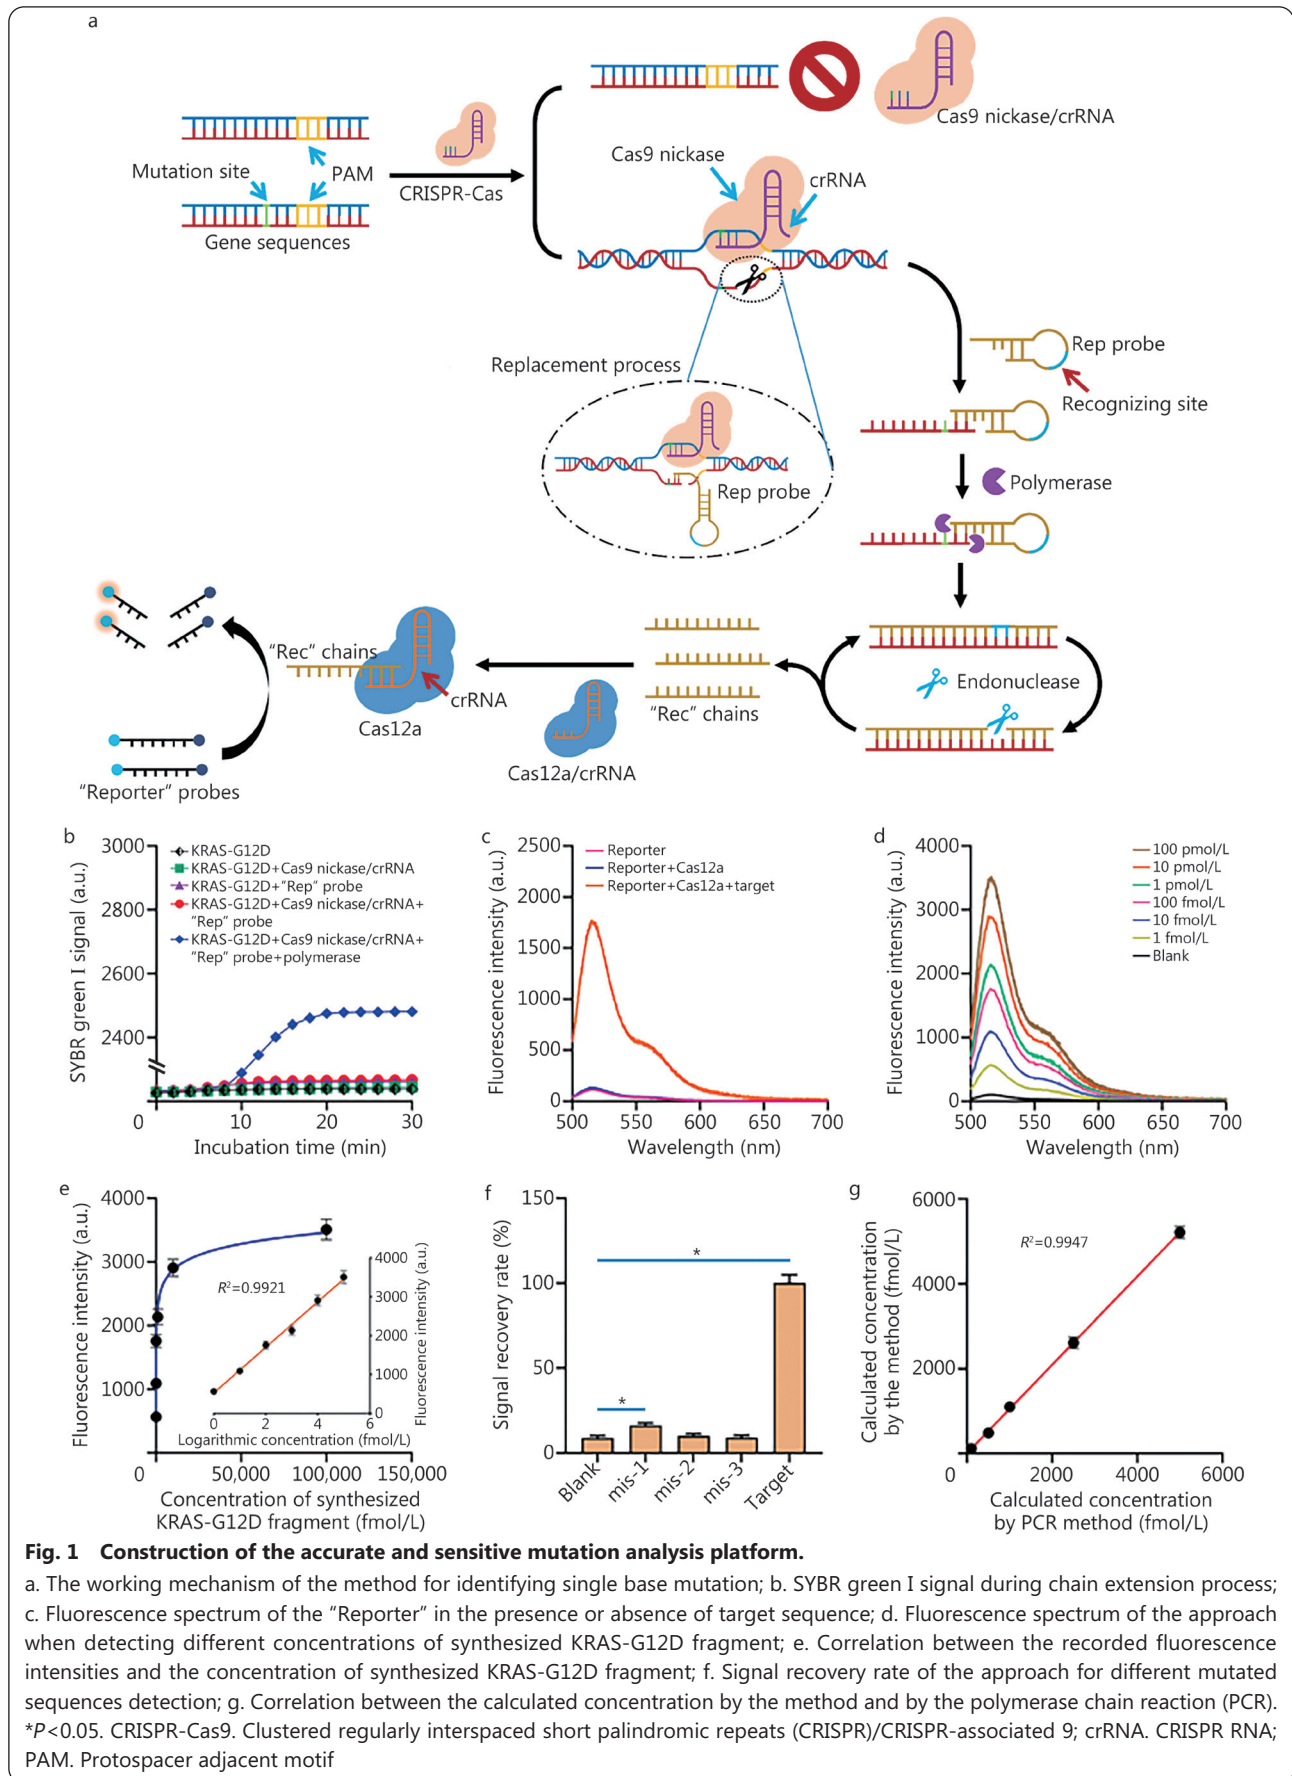 a
Cas9 nickase/crRNA
Mutation site
PAM
CRISPR-Cas
Gene sequences
Cas9 nickase
crRNA
Replacement process
Rep probe
Rep probe
Recognizing site
Polymerase
"Rec" chains
crRNA
Cas12a
"Reporter" probes
Cas12a/crRNA
"Rec" chains
Endonuclease
b
SYBR green I signal (a.u.)
3000
2800
2600
2400
0
10
20
30
Incubation time (min)
KRAS-G12D
KRAS-G12D+Cas9 nickase/crRNA
KRAS-G12D+"Rep" probe
KRAS-G12D+Cas9 nickase/crRNA+
"Rep" probe
KRAS-G12D+Cas9 nickase/crRNA+
"Rep" probe+polymerase
c
Fluorescence intensity (a.u.)
2500
2000
1500
1000
500
0
500
550
600
650
700
Wavelength (nm)
Reporter
Reporter+Cas12a
Reporter+Cas12a+target
d
Fluorescence intensity (a.u.)
4000
3000
2000
1000
0
500
550
600
650
700
Wavelength (nm)
100 pmol/L
10 pmol/L
1 pmol/L
100 fmol/L
10 fmol/L
1 fmol/L
Blank
e
Fluorescence intensity (a.u.)
4000
3000
2000
1000
0
0
50,000
100,000
150,000
Concentration of synthesized
KRAS-G12D fragment (fmol/L)
R²=0.9921
4000
3000
2000
1000
0
Fluorescence intensity (a.u.)
0
2
4
6
Logarithmic concentration (fmol/L)
f
Signal recovery rate (%)
150
100
50
0
*
*
Blank
mis-1
mis-2
mis-3
Target
g
Calculated concentration
by the method (fmol/L)
6000
4000
2000
0
2000
4000
6000
R²=0.9947
Calculated concentration
by PCR method (fmol/L)
Fig. 1 Construction of the accurate and sensitive mutation analysis platform.
a. The working mechanism of the method for identifying single base mutation; b. SYBR green I signal during chain extension process;
c. Fluorescence spectrum of the “Reporter” in the presence or absence of target sequence; d. Fluorescence spectrum of the approach
when detecting different concentrations of synthesized KRAS-G12D fragment; e. Correlation between the recorded fluorescence
intensities and the concentration of synthesized KRAS-G12D fragment; f. Signal recovery rate of the approach for different mutated
sequences detection; g. Correlation between the calculated concentration by the method and by the polymerase chain reaction (PCR).
*P<0.05. CRISPR-Cas9. Clustered regularly interspaced short palindromic repeats (CRISPR)/CRISPR-associated 9; crRNA. CRISPR RNA;
PAM. Protospacer adjacent motif